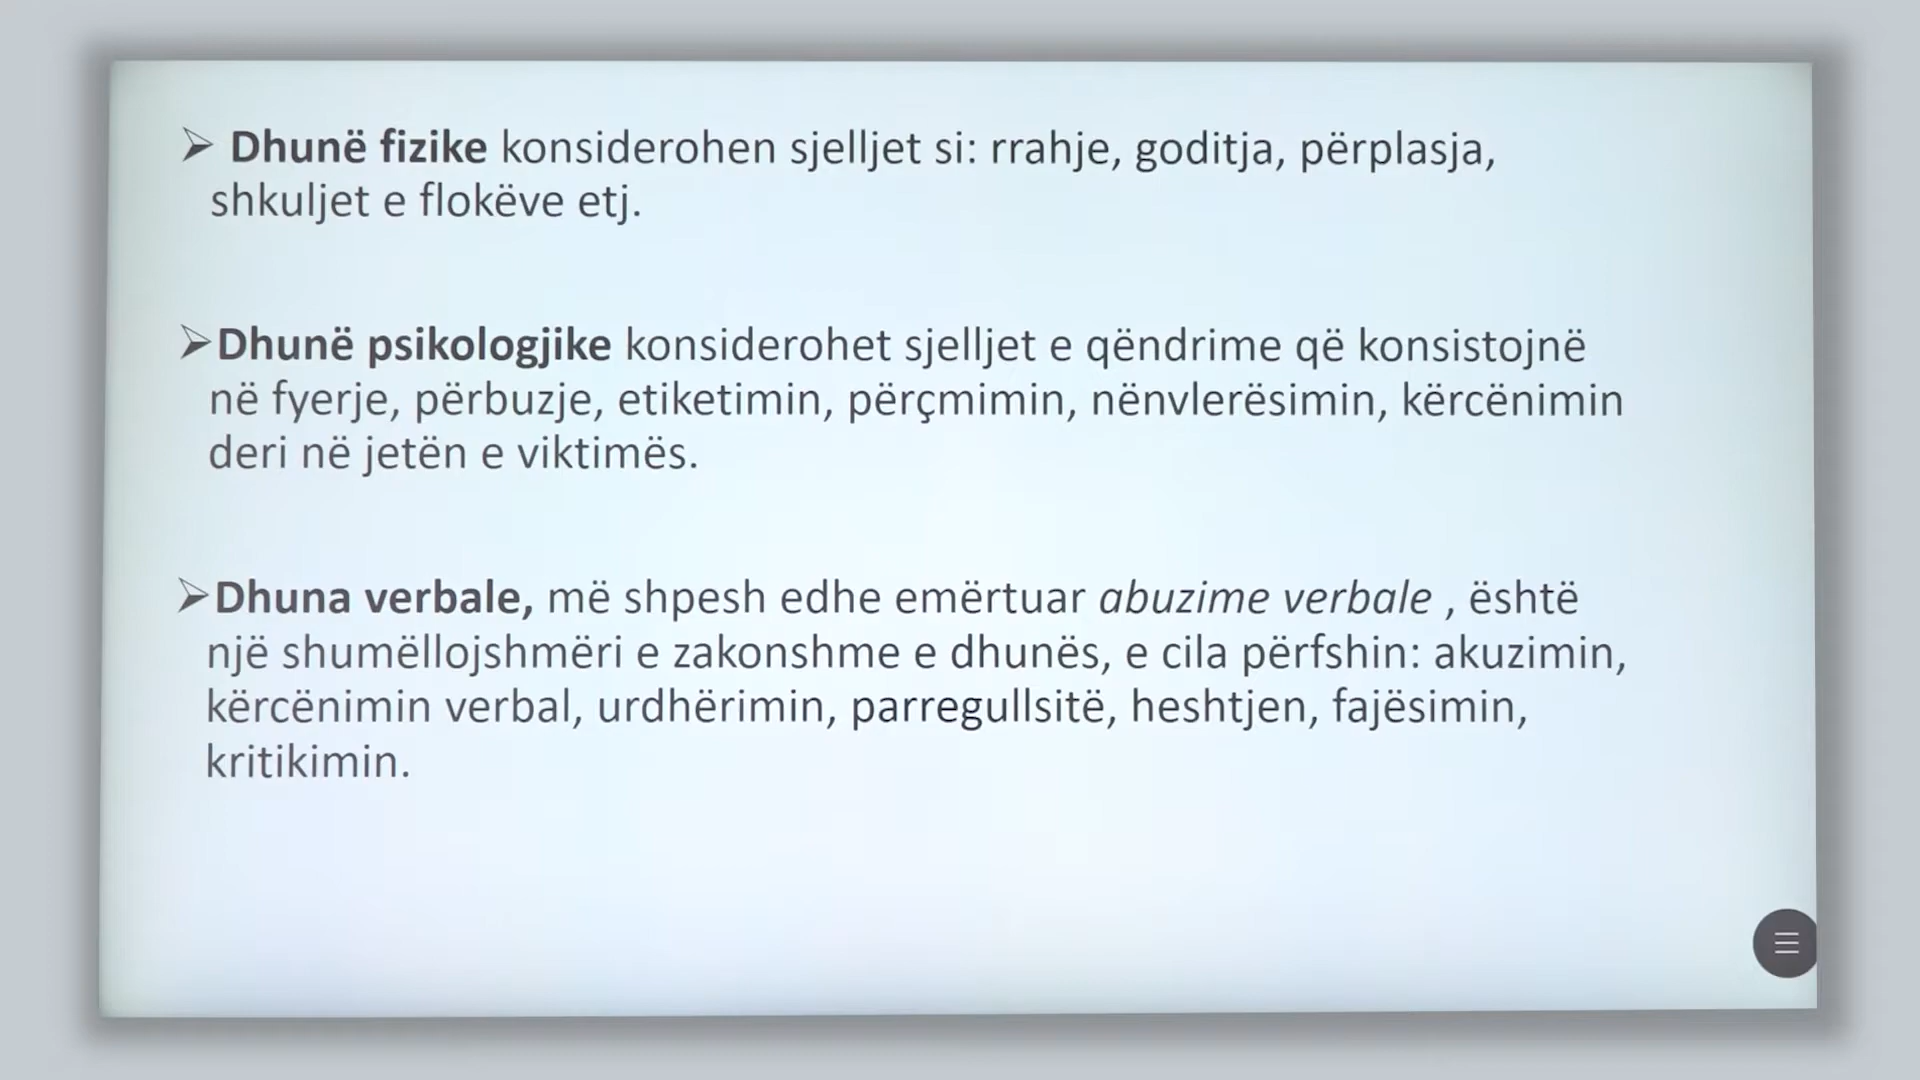 ➢ Dhunë fizike konsiderohen sjelljet si: rrahje, goditja, përplasja,
shkuljet e flokëve etj.
➢Dhunë psikologjike konsiderohet sjelljet e qëndrime që konsistojnë
në fyerje, përbuzje, etiketimin, përçmimin, nënvlerësimin, kërcënimin
deri në jetën e viktimës.
➢Dhuna verbale, më shpesh edhe emërtuar abuzime verbale , është
një shumëllojshmëri e zakonshme e dhunës, e cila përfshin: akuzimin,
kërcënimin verbal, urdhërimin, parregullsitë, heshtjen, fajësimin,
kritikimin.